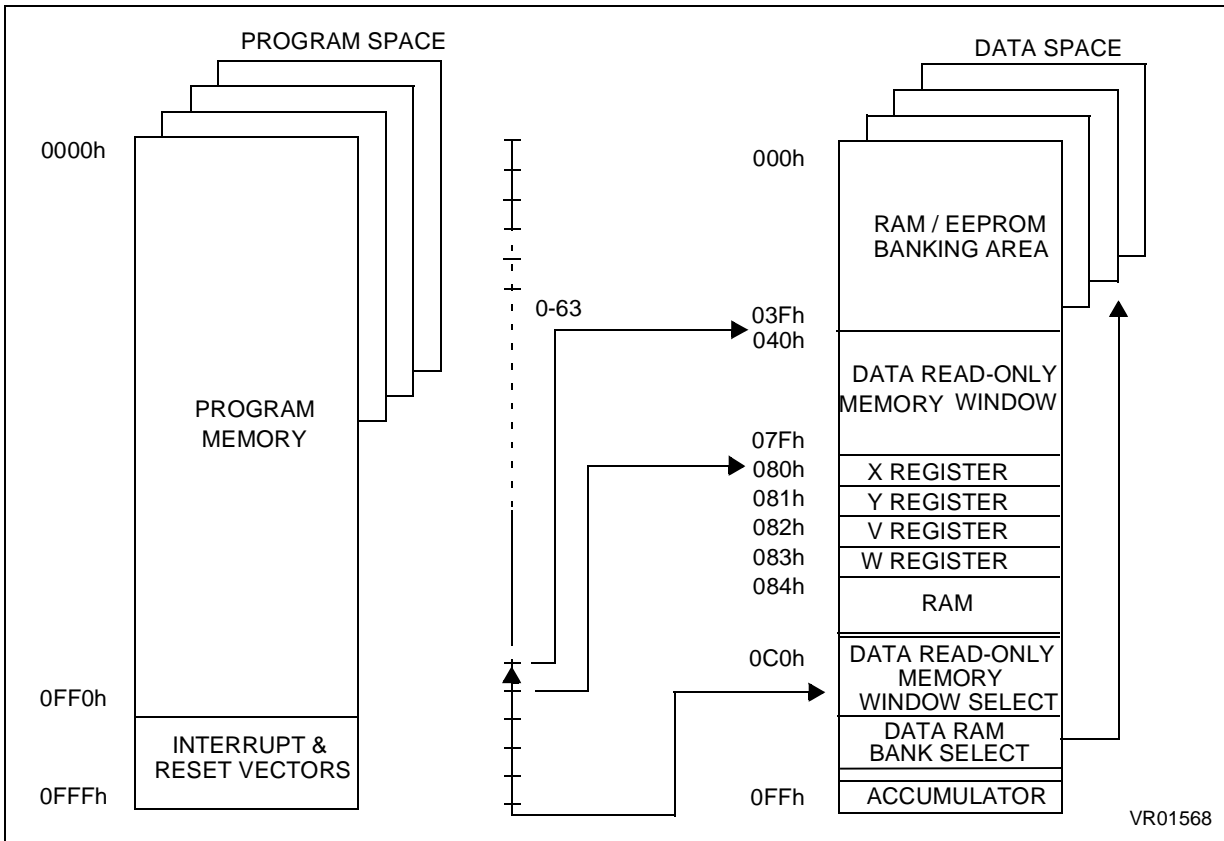 PROGRAM SPACE
0000h
PROGRAM
MEMORY
0FF0h
INTERRUPT &
RESET VECTORS
0FFFh
0-63
DATA SPACE
000h
RAM / EEPROM
BANKING AREA
03Fh
040h
DATA READ-ONLY
MEMORY WINDOW
07Fh
080h
X REGISTER
081h
Y REGISTER
082h
V REGISTER
083h
W REGISTER
084h
RAM
0C0h
DATA READ-ONLY
MEMORY
WINDOW SELECT
DATA RAM
BANK SELECT
0FFh
ACCUMULATOR
VR01568